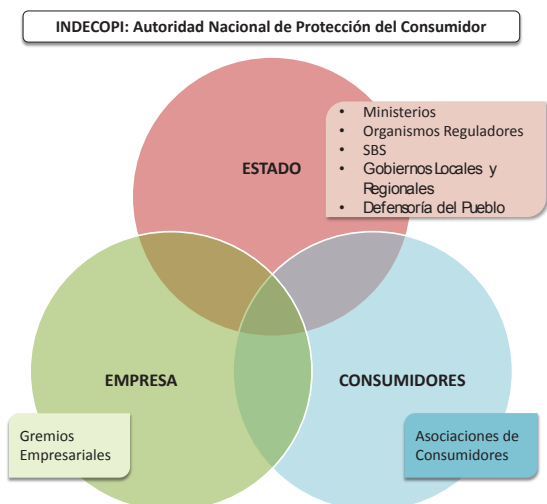 INDECOPI: Autoridad Nacional de Protección del Consumidor
• Ministerios
• Organismos Reguladores
• SBS
• Gobiernos Locales y
Regionales
• Defensoría del Pueblo
ESTADO
EMPRESA
CONSUMIDORES
Gremios
Empresariales
Asociaciones de
Consumidores